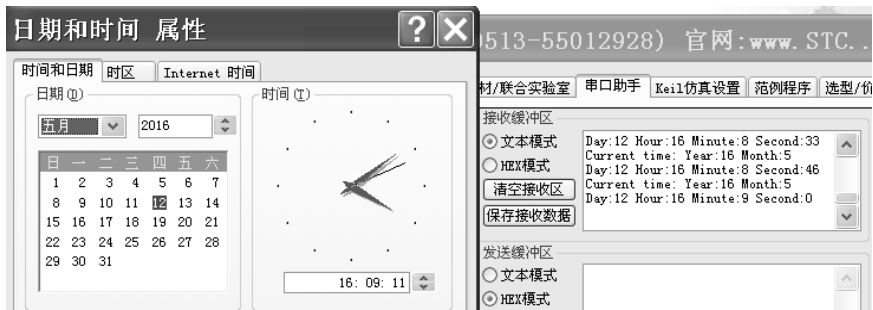 日期和时间 属性
时间和日期 时区 Internet 时间
日期(D)
五月 2016
日 一 二 三 四 五 六
1 2 3 4 5 6 7
8 9 10 11 12 13 14
15 16 17 18 19 20 21
22 23 24 25 26 27 28
29 30 31
时间(T)
16: 09: 11
0513-55012928) 官网:www. STC..
材/联合实验室 串口助手 Keil仿真设置 范例程序 选型/价
接收缓冲区
文本模式
HEX模式
清空接收区
保存接收数据
Day:12 Hour:16 Minute:8 Second:33
Current time: Year:16 Month:5
Day:12 Hour:16 Minute:8 Second:46
Current time: Year:16 Month:5
Day:12 Hour:16 Minute:9 Second:0
发送缓冲区
文本模式
HEX模式